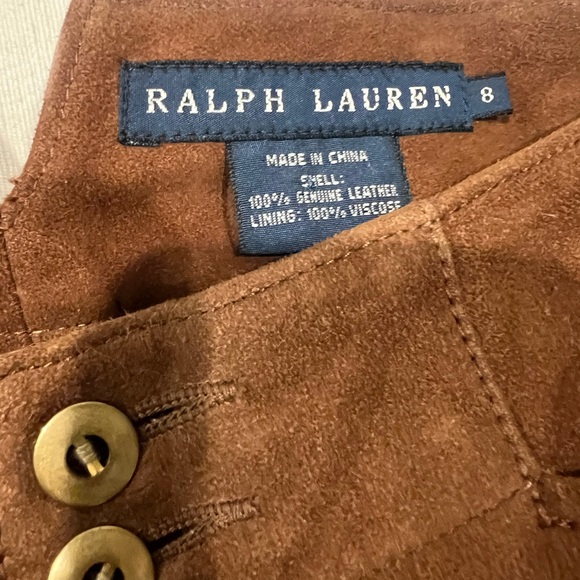 RALPH LAUREN 8
MADE IN CHINA
SHELL:
100% GENUINE LEATHER
LINING: 100% VISCOSE